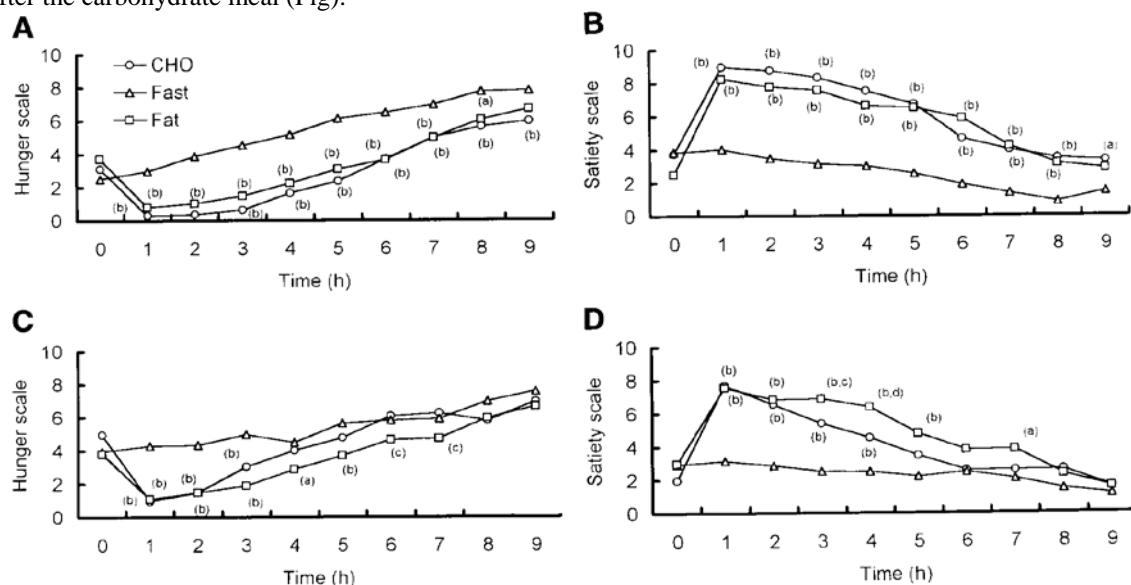 after the carbohydrate meal (Fig).
A
Hunger scale
10
8
6
4
2
0
CHO
Fast
Fat
(a)
(b) (b) (b) (b) (b) (b) (b)
(b) (b) (b) (b) (b) (b) (b) (b)
0 1 2 3 4 5 6 7 8 9
Time (h)
B
Satiety scale
10
8
6
4
2
0
(b) (b) (b) (b) (b) (b) (b) (b) (a)
(b) (b) (b) (b) (b) (b) (b)
0 1 2 3 4 5 6 7 8 9
Time (h)
C
Hunger scale
10
8
6
4
2
0
(b) (b) (b) (b)
(b) (b) (a) (b) (c) (c)
0 1 2 3 4 5 6 7 8 9
Time (h)
D
Satiety scale
10
8
6
4
2
0
(b) (b) (b,c) (b,d) (b) (a)
(b) (b) (b) (b)
0 1 2 3 4 5 6 7 8 9
Time (h)